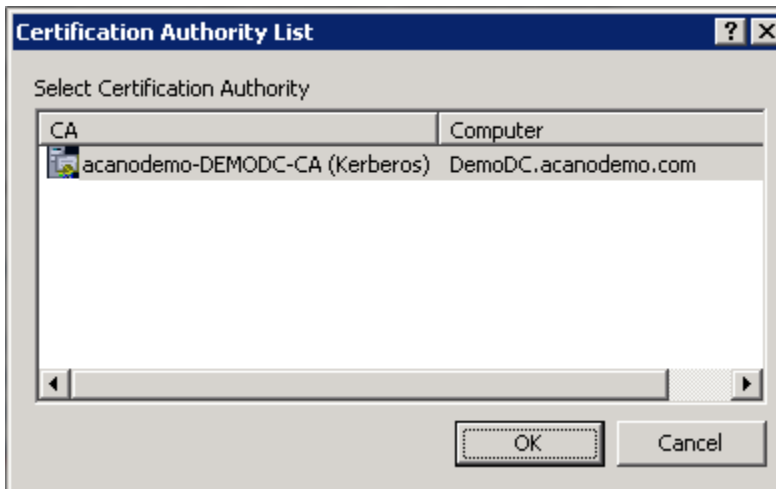 Certification Authority List
Select Certification Authority
CA Computer
acanodemo-DEMODC-CA (Kerberos) DemoDC.acanodemo.com
OK Cancel